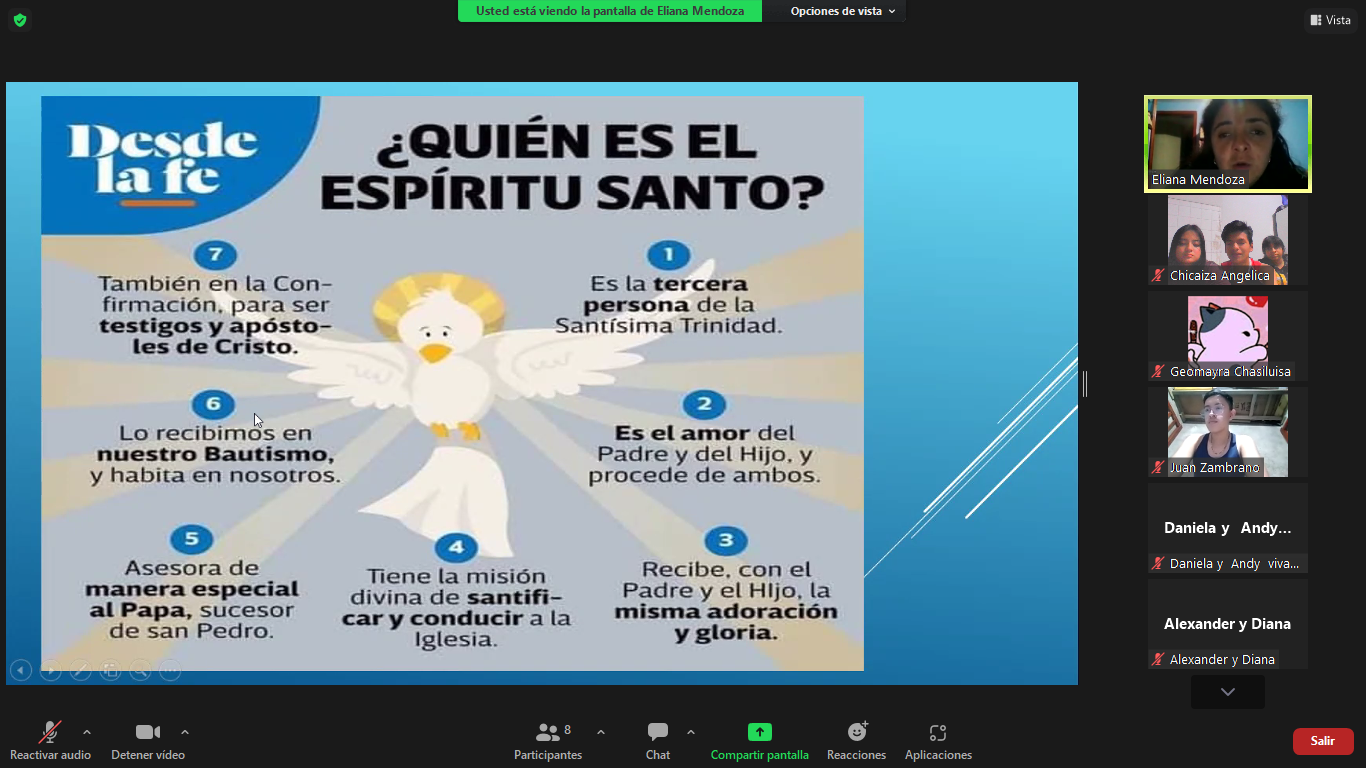 Usted está viendo la pantalla de Eliana Mendoza
Opciones de vista
Vista
Desde
la fe
¿QUIÉN ES EL
ESPÍRITU SANTO?
7
También en la Con-
firmación, para ser
testigos y apósto-
les de Cristo.
1
Es la tercera
persona de la
Santísima Trinidad.
6
Lo recibimos en
nuestro Bautismo,
y habita en nosotros.
2
Es el amor del
Padre y del Hijo, y
procede de ambos.
5
Asesora de
manera especial
al Papa, sucesor
de san Pedro.
4
Tiene la misión
divina de santifi-
car y conducir a la
Iglesia.
3
Recibe, con el
Padre y el HIjo, la
misma adoración
y gloria.
Eliana Mendoza
Chicaiza Angelica
Geomayra Chasiluisa
Juan Zambrano
Daniela y Andy...
Daniela y Andy viva...
Alexander y Diana
Alexander y Diana
Reactivar audio
Detener vídeo
8
Participantes
Chat
Compartir pantalla
Reacciones
Aplicaciones
Salir